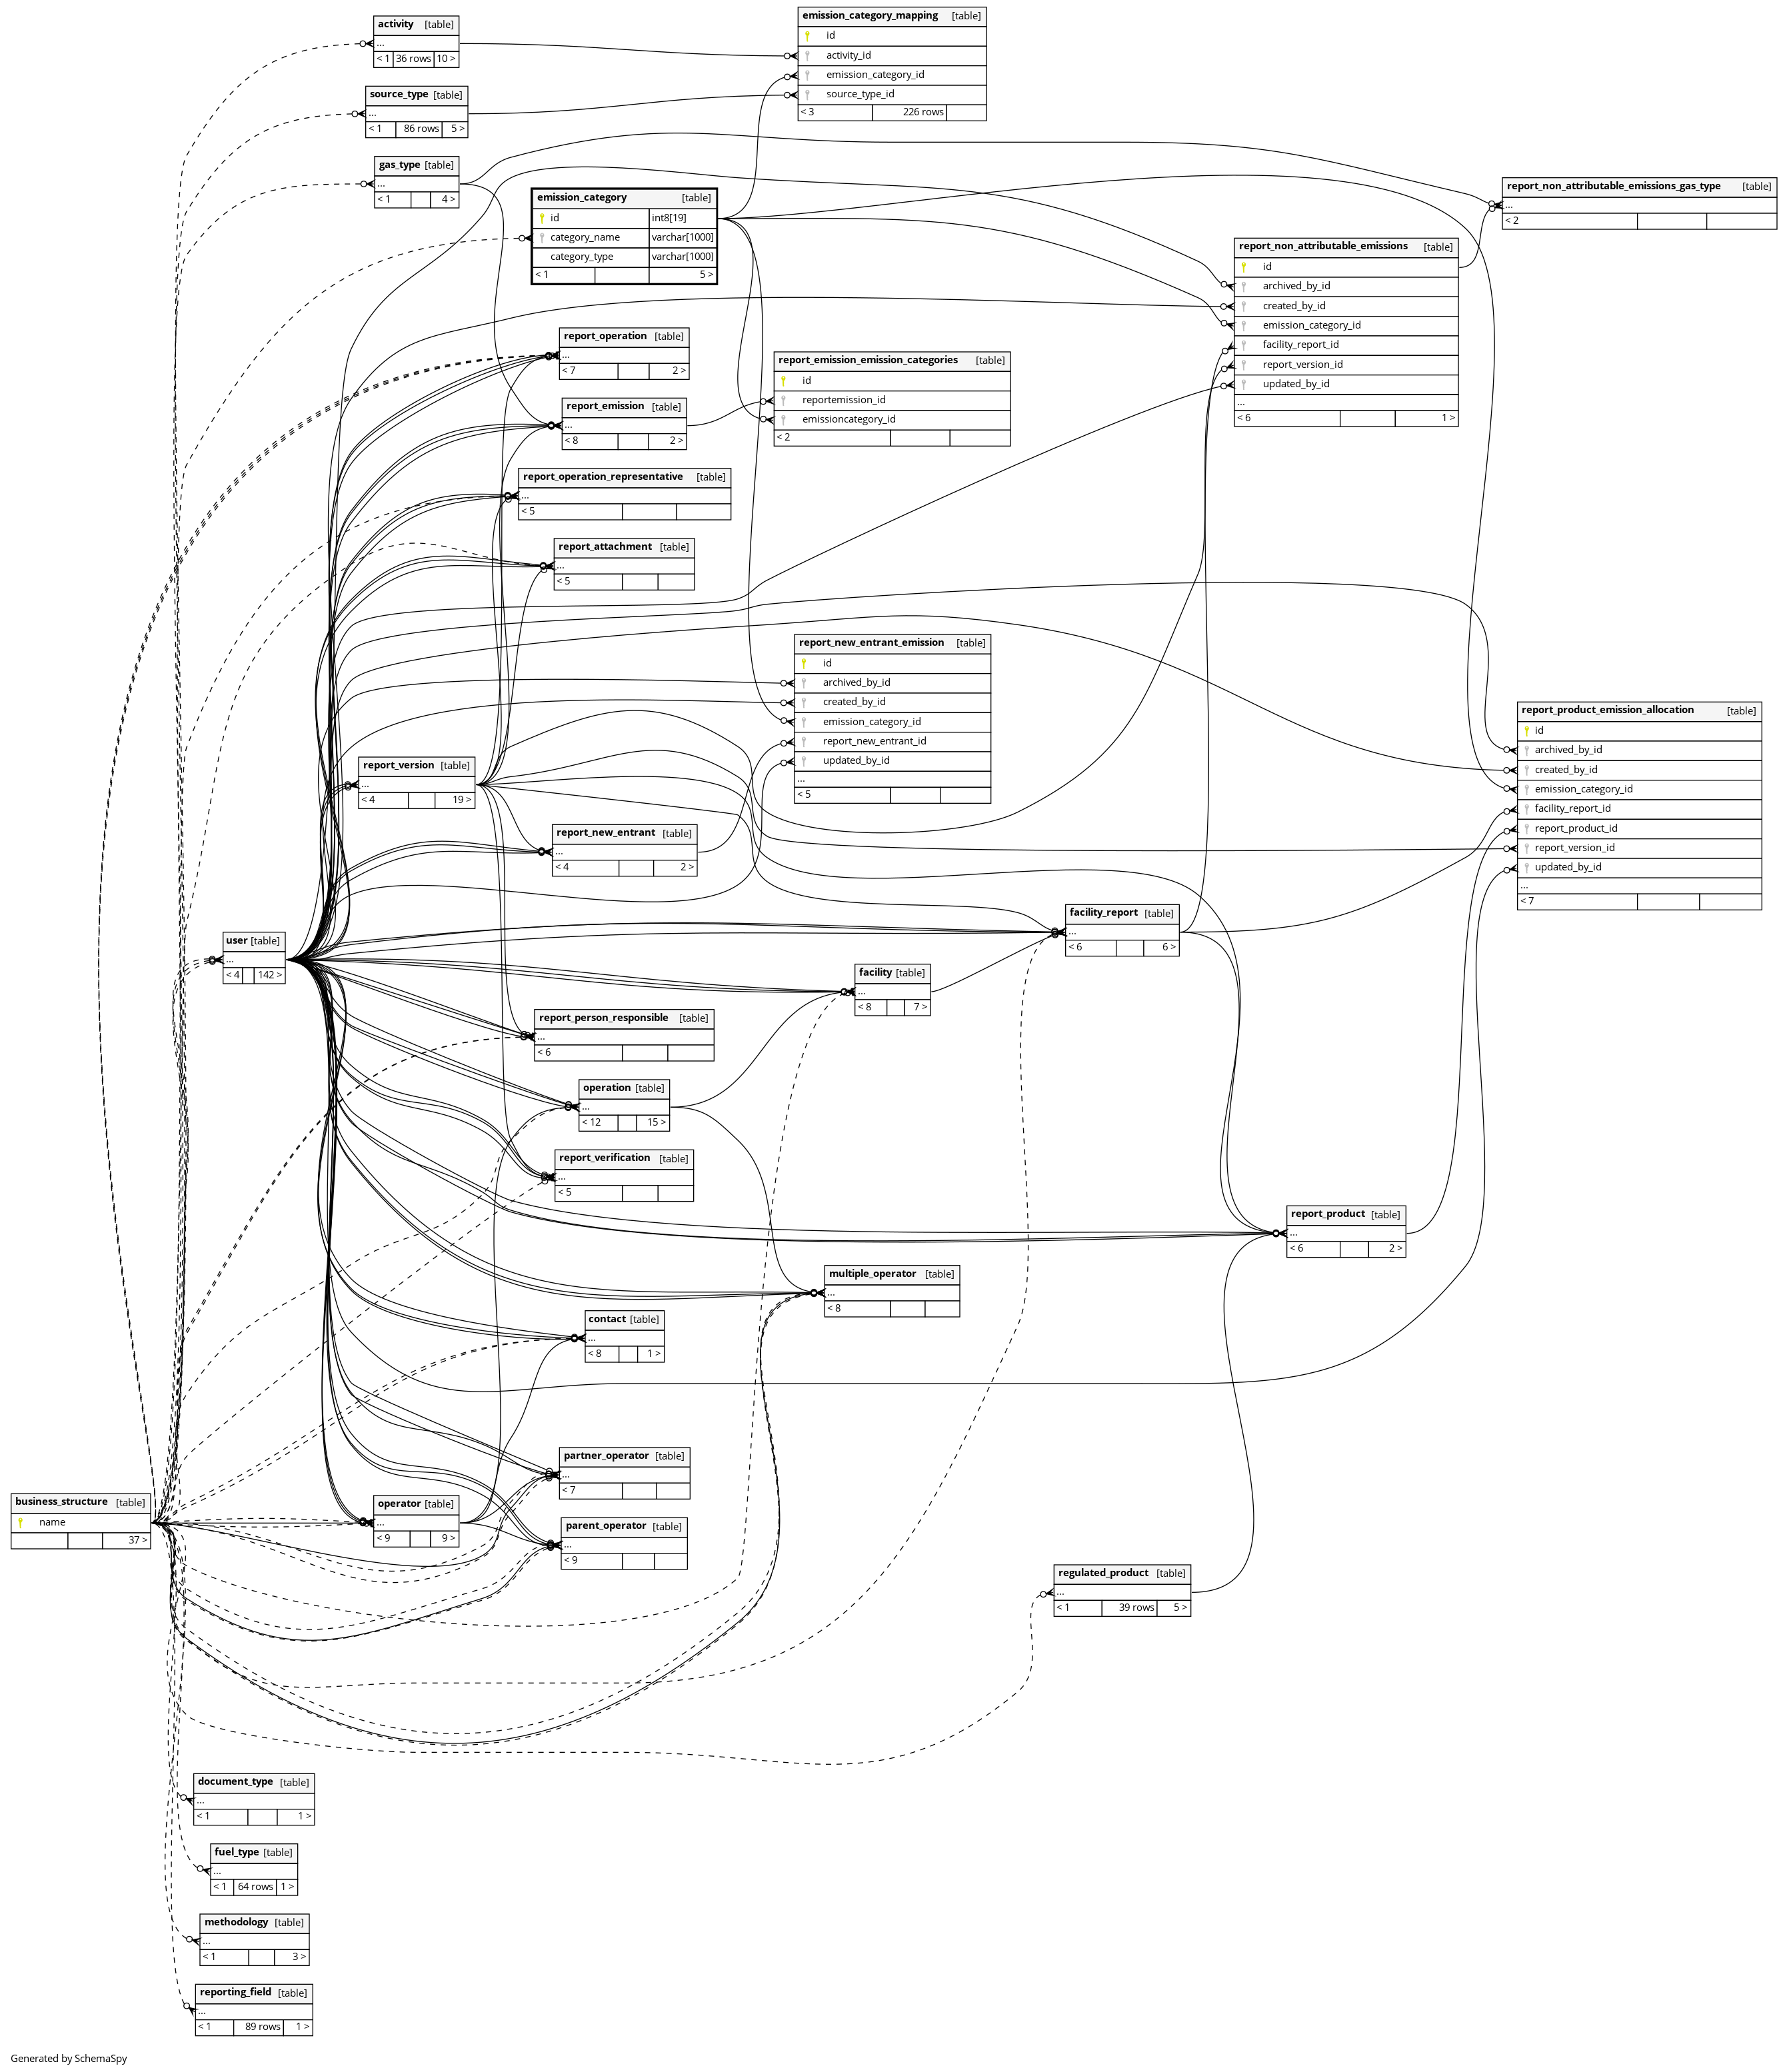 activity [table]
...
< 1 36 rows 10 >
source_type [table]
...
< 1 86 rows 5 >
gas_type [table]
...
< 1 4 >
emission_category_mapping [table]
id
activity_id
emission_category_id
source_type_id
< 3 226 rows
emission_category [table]
id int8[19]
category_name varchar[1000]
category_type varchar[1000]
< 1 5 >
report_non_attributable_emissions_gas_type [table]
...
< 2
report_non_attributable_emissions [table]
id
archived_by_id
created_by_id
emission_category_id
facility_report_id
report_version_id
updated_by_id
...
< 6 1 >
report_operation [table]
...
< 7 2 >
report_emission_emission_categories [table]
id
reportemission_id
emissioncategory_id
< 2
report_emission [table]
...
< 8 2 >
report_operation_representative [table]
...
< 5
report_attachment [table]
...
< 5
report_new_entrant_emission [table]
id
archived_by_id
created_by_id
emission_category_id
report_new_entrant_id
updated_by_id
...
< 5
report_product_emission_allocation [table]
id
archived_by_id
created_by_id
emission_category_id
facility_report_id
report_product_id
report_version_id
updated_by_id
...
< 7
report_version [table]
...
< 4 19 >
report_new_entrant [table]
...
< 4 2 >
facility_report [table]
...
< 6 6 >
user [table]
...
< 4 142 >
facility [table]
...
< 8 7 >
report_person_responsible [table]
...
< 6
operation [table]
...
< 12 15 >
report_verification [table]
...
< 5
report_product [table]
...
< 6 2 >
multiple_operator [table]
...
< 8
contact [table]
...
< 8 1 >
partner_operator [table]
...
< 7
business_structure [table]
name
37 >
operator [table]
...
< 9 9 >
parent_operator [table]
...
< 9
regulated_product [table]
...
< 1 39 rows 5 >
document_type [table]
...
< 1 1 >
fuel_type [table]
...
< 1 64 rows 1 >
methodology [table]
...
< 1 3 >
reporting_field [table]
...
< 1 89 rows 1 >
Generated by SchemaSpy